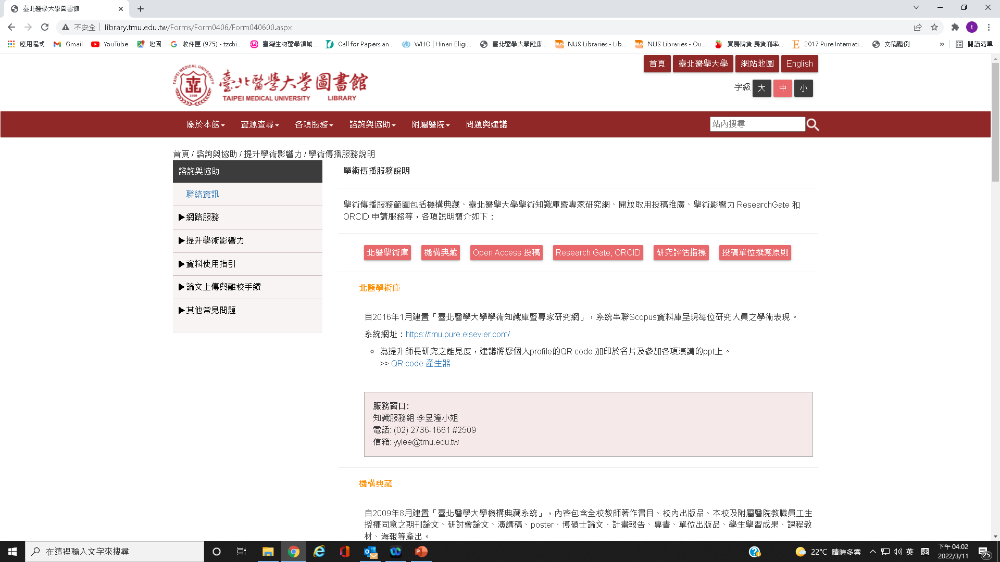 臺北醫學大學圖書館
不安全
library.tmu.edu.tw/Forms/Form0406/Form040600.aspx
t
應用程式
Gmail
YouTube
地圖
收件匣 (975) - tzchi...
臺灣生物醫學領域...
Call for Papers an...
WHO | Hinari Eligi...
臺北醫學大學健康...
NUS Libraries - Lib...
NUS Libraries - Ou...
買房轉貸 房貸利率...
2017 Pure Internati...
文稿體例
»
閱讀清單
首頁
臺北醫學大學
網站地圖
English
TAIPEI MEDICAL UNIVERSITY
1960
臺北醫學大学圖書館
TAIPEI MEDICAL UNIVERSITY LIBRARY
字級
大
中
小
關於本館
資源查尋
各項服務
諮詢與協助
附屬醫院
問題與建議
站內搜尋
首頁 / 諮詢與協助 / 提升學術影響力 / 學術傳播服務說明
諮詢與協助
聯絡資訊
▶網路服務
▶提升學術影響力
▶資料使用指引
▶論文上傳與離校手續
▶其他常見問題
學術傳播服務說明
學術傳播服務範圍包括機構典藏、臺北醫學大學學術知識庫暨專家研究網、開放取用投稿推廣、學術影響力 ResearchGate 和
ORCID 申請服務等，各項說明簡介如下：
北醫學術庫
機構典藏
Open Access 投稿
Research Gate, ORCID
研究評估指標
投稿單位撰寫原則
北醫學術庫
自2016年1月建置「臺北醫學大學學術知識庫暨專家研究網」，系統串聯Scopus資料庫呈現每位研究人員之學術表現。
系統網址：https://tmu.pure.elsevier.com/
為提升師長研究之能見度，建議將您個人profile的QR code 加印於名片及參加各項演講的ppt上。
>> QR code 產生器
服務窗口:
知識服務組 李昱瀅小姐
電話: (02) 2736-1661 #2509
信箱: yylee@tmu.edu.tw
機構典藏
自2009年8月建置「臺北醫學大學機構典藏系統」，內容包含全校教師著作書目、校內出版品、本校及附屬醫院教職員工生
授權同意之期刊論文、研討會論文、演講稿、poster、博碩士論文、計畫報告、專書、單位出版品、學生學習成果、課程教
材、海報等產出。
在這裡輸入文字來搜尋
22°C 晴時多雲
英
下午 04:02
2022/3/11
25